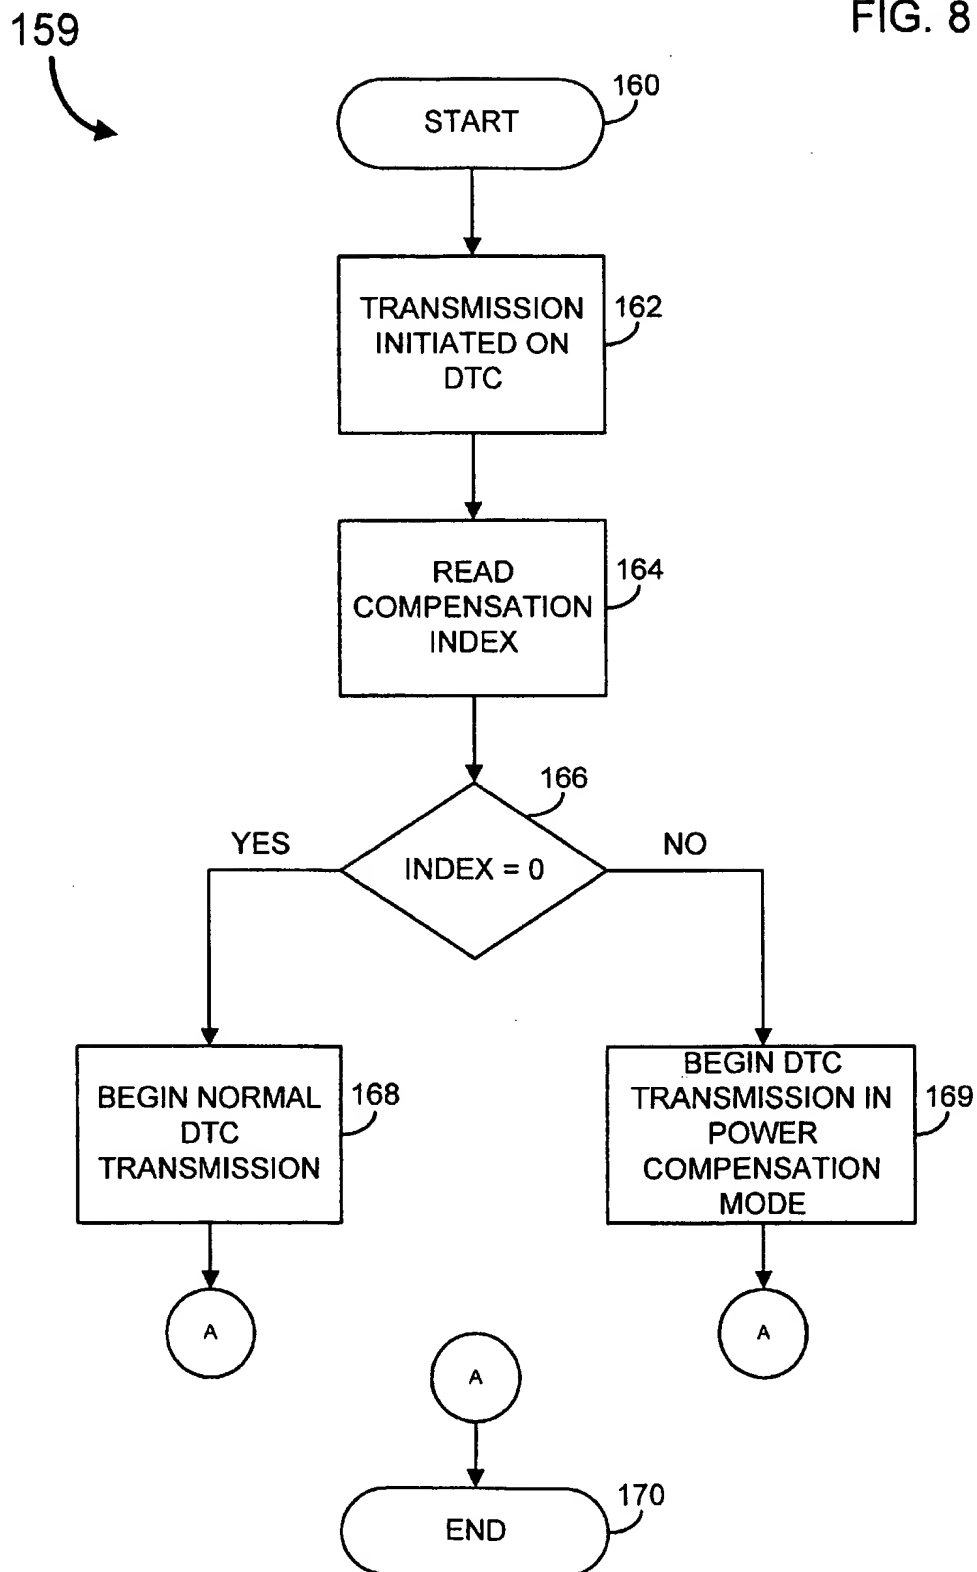 159
FIG. 8
START
160
TRANSMISSION
INITIATED ON
DTC
162
READ
COMPENSATION
INDEX
164
166
YES
INDEX = 0
NO
BEGIN NORMAL
DTC
TRANSMISSION
168
BEGIN DTC
TRANSMISSION IN
POWER
COMPENSATION
MODE
169
A
A
A
END
170